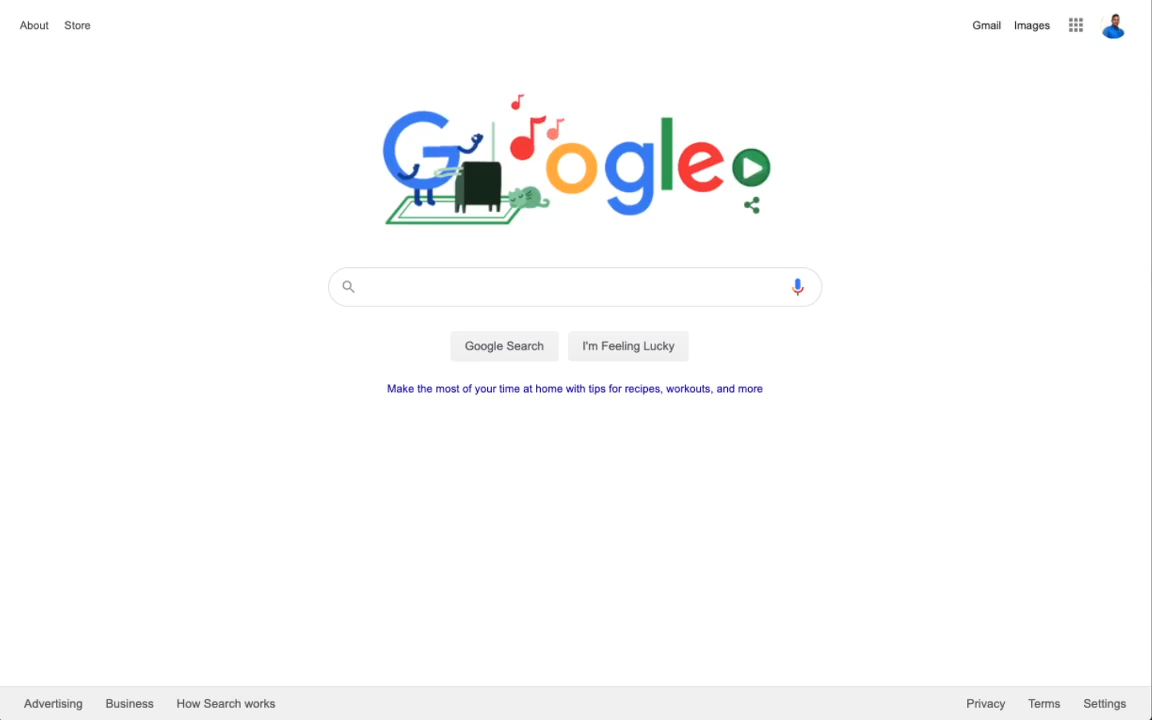 About Store
Gmail Images
Google
Google Search I'm Feeling Lucky
Make the most of your time at home with tips for recipes, workouts, and more
Advertising Business How Search works
Privacy Terms Settings